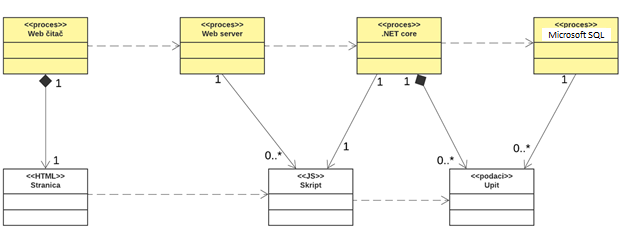 <<proces>>
Web čitač
<<proces>>
Web server
<<proces>>
.NET core
<<proces>>
Microsoft SQL
1
1
1
1
1
1
0..*
1
0..*
0..*
<<HTML>>
Stranica
<<JS>>
Skript
<<podaci>>
Upit